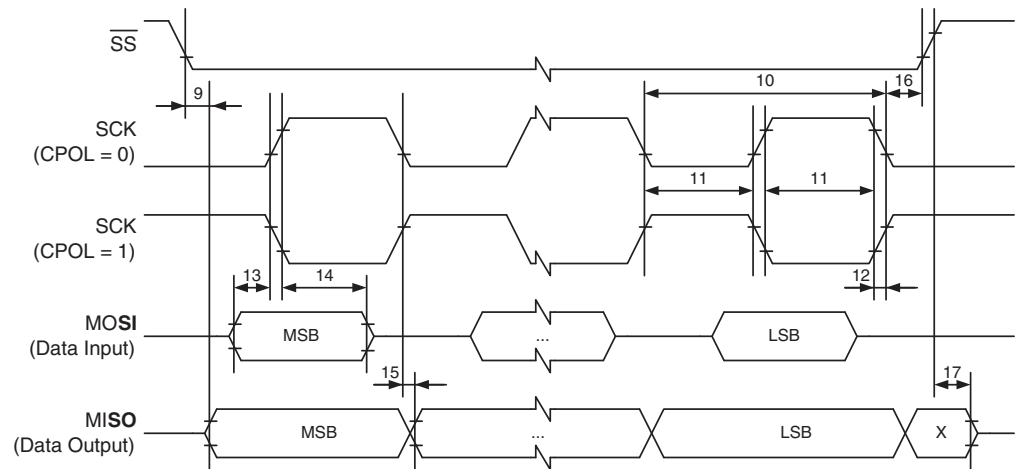 SS
10
9
16
SCK
(CPOL = 0)
11
11
SCK
(CPOL = 1)
13
14
12
MOSI
(Data Input)
MSB
...
LSB
15
17
MISO
(Data Output)
MSB
...
LSB
X